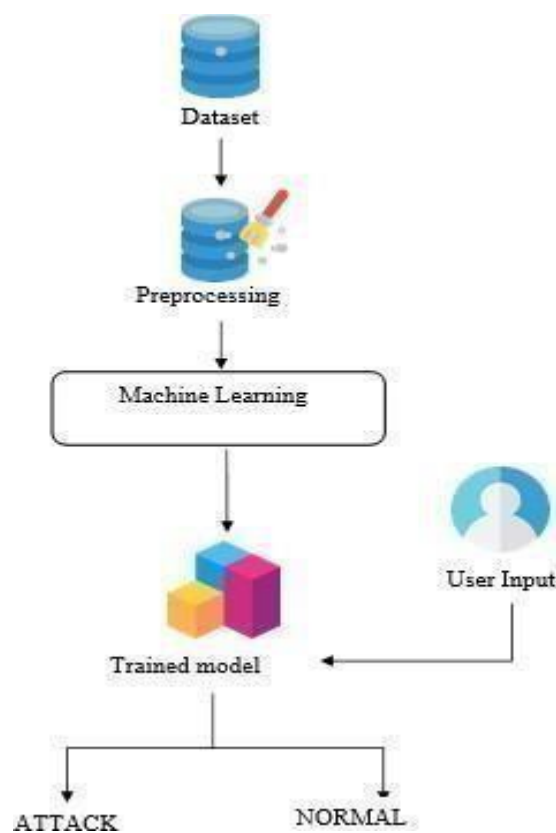 Dataset
Preprocessing
Machine Learning
User Input
Trained model
ATTACK
NORMAL